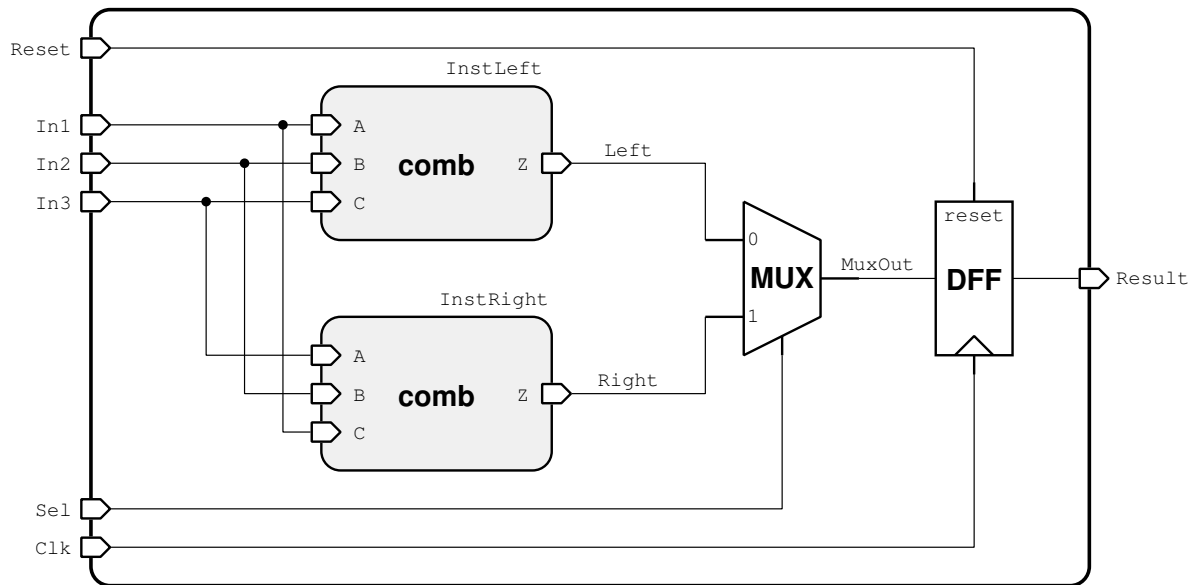 InstLeft
Reset
In1
In2
In3
A
B
C
comb
Z
Left
InstRight
A
B
C
comb
Z
Right
0
1
MUX
MuxOut
reset
DFF
Result
Sel
Clk